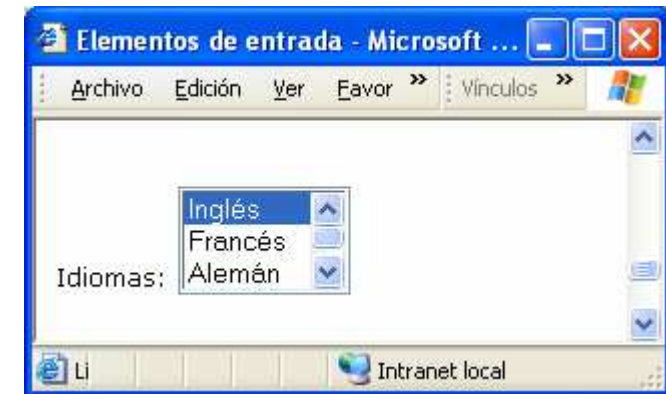 Elementos de entrada - Microsoft ...
Archivo Edición Ver Favor » Vínculos »
Inglés
Francés
Idiomas: Alemán
Li Intranet local